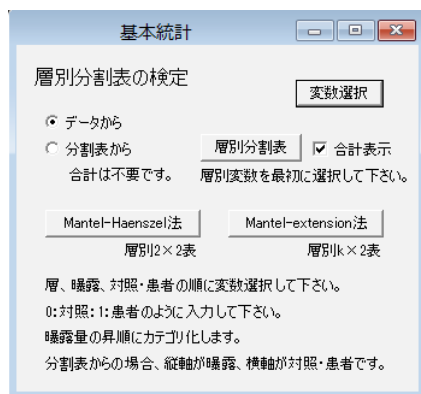 基本統計
層別分割表の検定
変数選択
データから
分割表から
層別分割表
合計表示
合計は不要です。
層別変数を最初に選択して下さい。
Mantel-Haenszel法
Mantel-extension法
層別2×2表
層別k×2表
層、曝露、対照・患者の順に変数選択して下さい。
0:対照：1:患者のように入力して下さい。
曝露量の昇順にカテゴリ化します。
分割表からの場合、縦軸が曝露、横軸が対照・患者です。